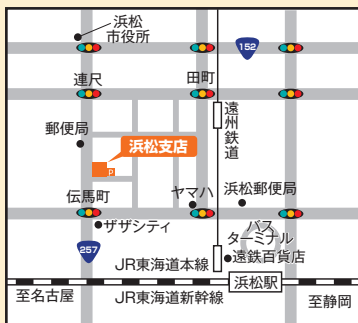 浜松
市役所
152
連尺
田町
遠州鉄道
郵便局
浜松支店
P
伝馬町
ヤマハ
浜松郵便局
ザザシティ
バス
ターミナル
257
遠鉄百貨店
JR東海道本線
浜松駅
至名古屋
JR東海道新幹線
至静岡